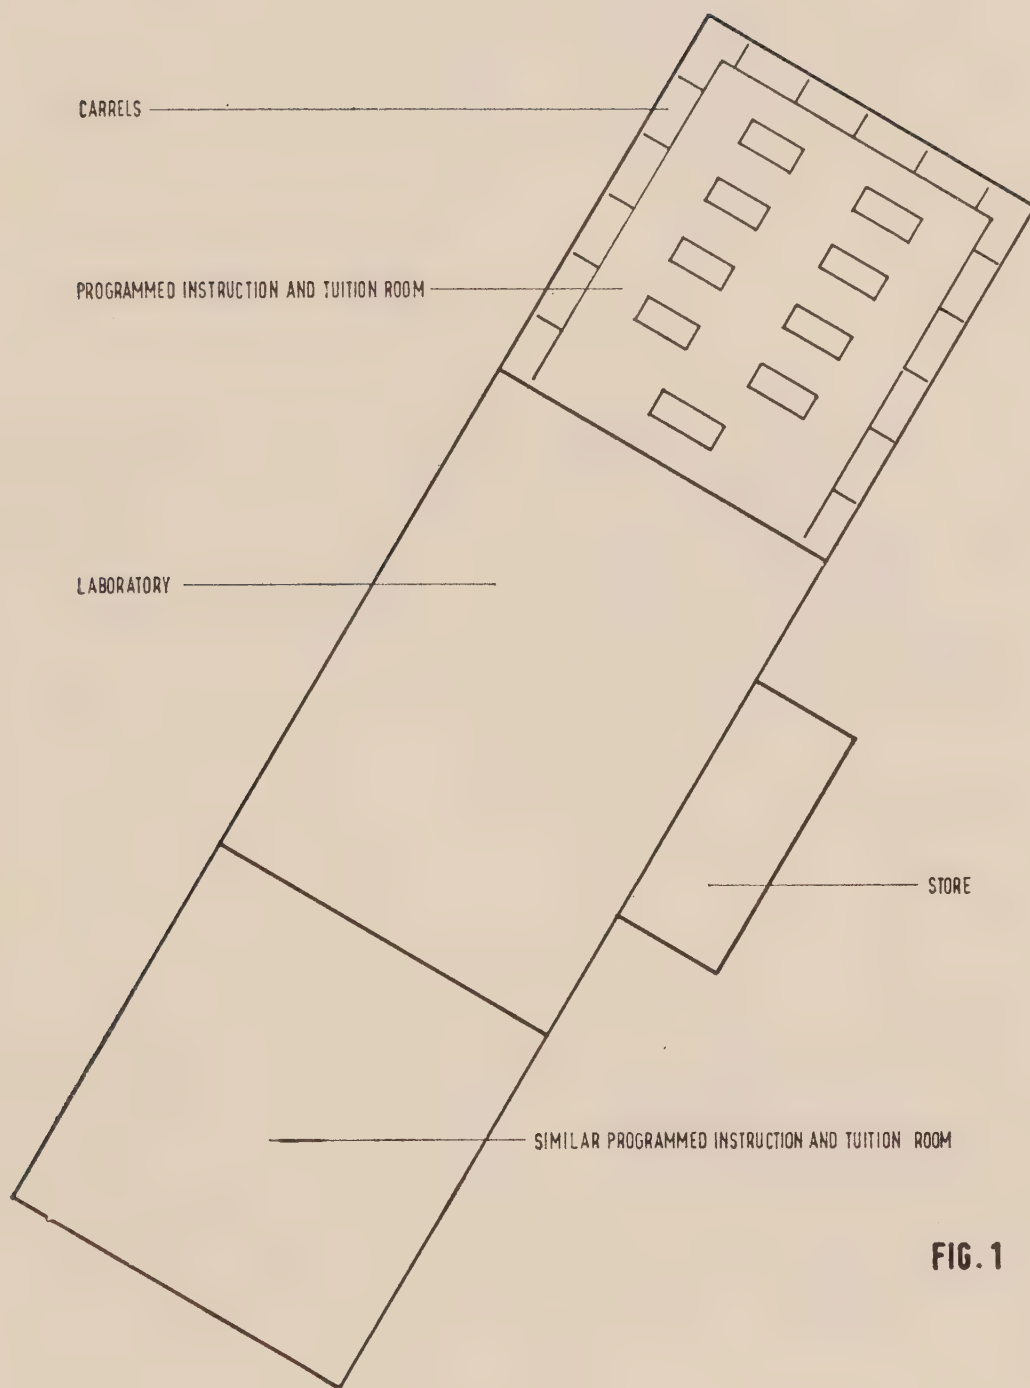 CARRELS
PROGRAMMED INSTRUCTION AND TUITION ROOM
LABORATORY
STORE
SIMILAR PROGRAMMED INSTRUCTION AND TUITION ROOM
FIG. 1